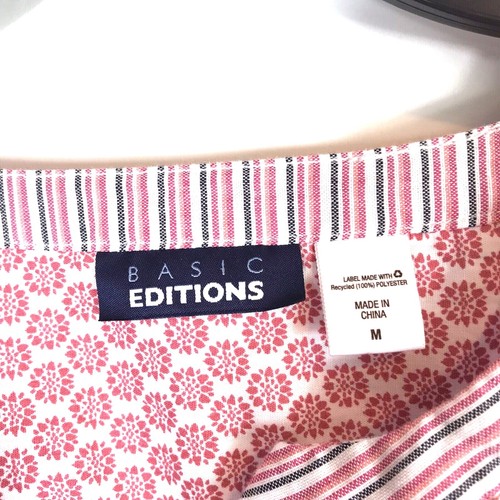 BASIC
EDITIONS
LABEL MADE WITH
Recycled (100%) POLYESTER
MADE IN
CHINA
M